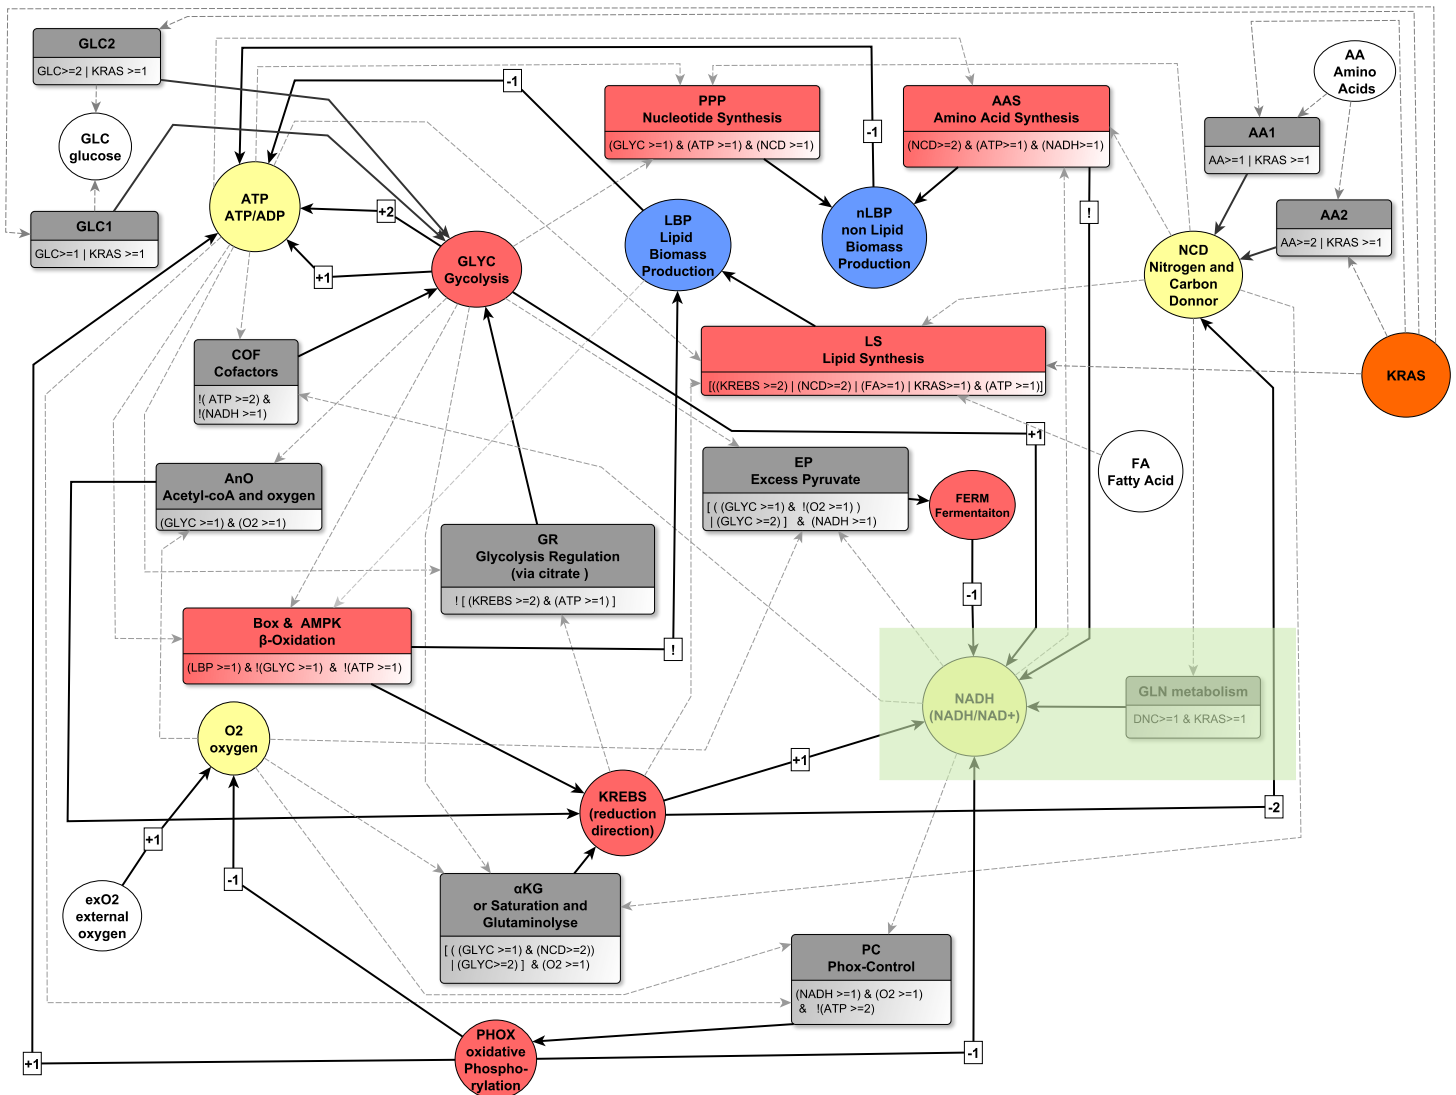 GLC2
GLC>=2 | KRAS >=1
GLC
glucose
GLC1
GLC>=1 | KRAS >=1
ATP
ATP/ADP
-1
+2
+1
GLYC
Gycolysis
PPP
Nucleotide Synthesis
(GLYC >=1) & (ATP >=1) & (NCD >=1)
-1
AAS
Amino Acid Synthesis
(NCD>=2) & (ATP>=1) & (NADH>=1)
!
AA
Amino
Acids
AA1
AA>=1 | KRAS >=1
AA2
AA>=2 | KRAS >=1
LBP
Lipid
Biomass
Production
nLBP
non Lipid
Biomass
Production
NCD
Nitrogen and
Carbon
Donnor
KRAS
LS
Lipid Synthesis
[((KREBS >=2) | (NCD>=2) | (FA>=1) | KRAS>=1) & (ATP >=1)]
COF
Cofactors
!( ATP >=2) &
!(NADH >=1)
+1
FA
Fatty Acid
AnO
Acetyl-coA and oxygen
(GLYC >=1) & (O2 >=1)
EP
Excess Pyruvate
[ ( (GLYC >=1) &  !(O2 >=1) )
| (GLYC >=2) ]   &  (NADH >=1)
FERM
Fermentaiton
GR
Glycolysis Regulation
(via citrate )
! [ (KREBS >=2) & (ATP >=1) ]
-1
Box &  AMPK
β-Oxidation
(LBP >=1) & !(GLYC >=1)  &  !(ATP >=1)
!
NADH
(NADH/NAD+)
GLN metabolism
DNC>=1 & KRAS>=1
O2
oxygen
+1
KREBS
(reduction
direction)
-2
+1
-1
exO2
external
oxygen
αKG
or Saturation and
Glutaminolyse
[ ( (GLYC >=1) & (NCD>=2))
| (GLYC>=2) ]  & (O2 >=1)
PC
Phox-Control
(NADH >=1) & (O2 >=1)
&   !(ATP >=2)
PHOX
oxidative
Phospho-
rylation
+1
-1